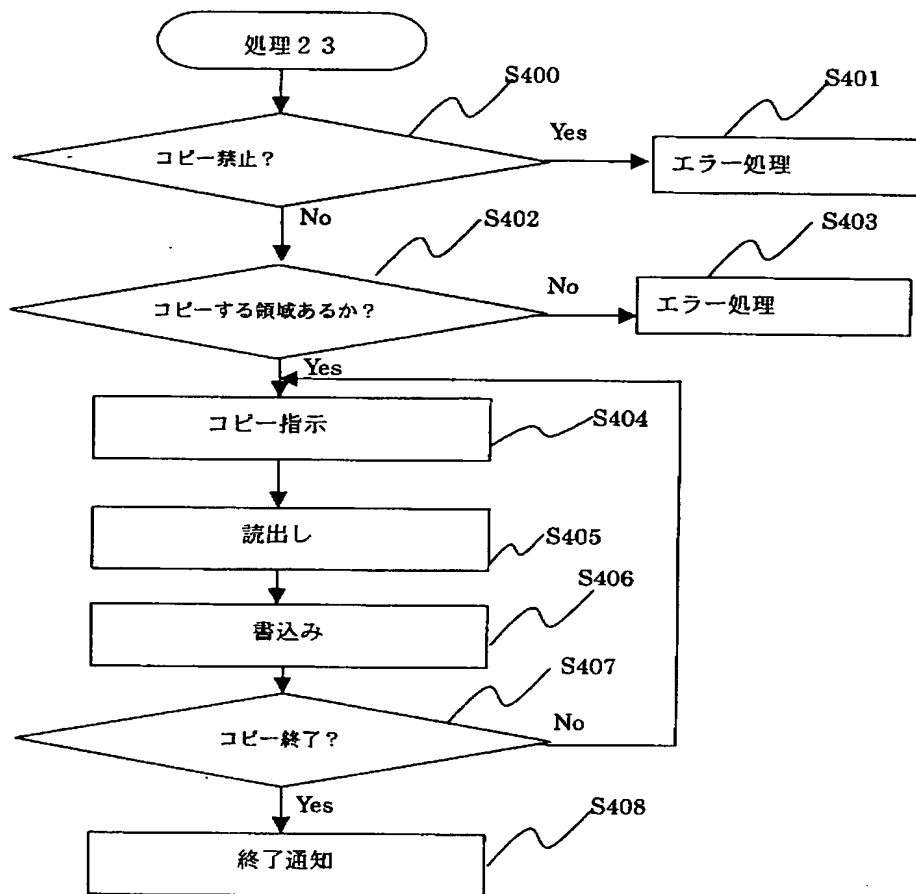 処理２３
S400
S401
コピー禁止？
Yes
エラー処理
No
S402
S403
コピーする領域あるか？
No
エラー処理
Yes
コピー指示
S404
読出し
S405
S406
書込み
S407
コピー終了？
No
Yes
S408
終了通知